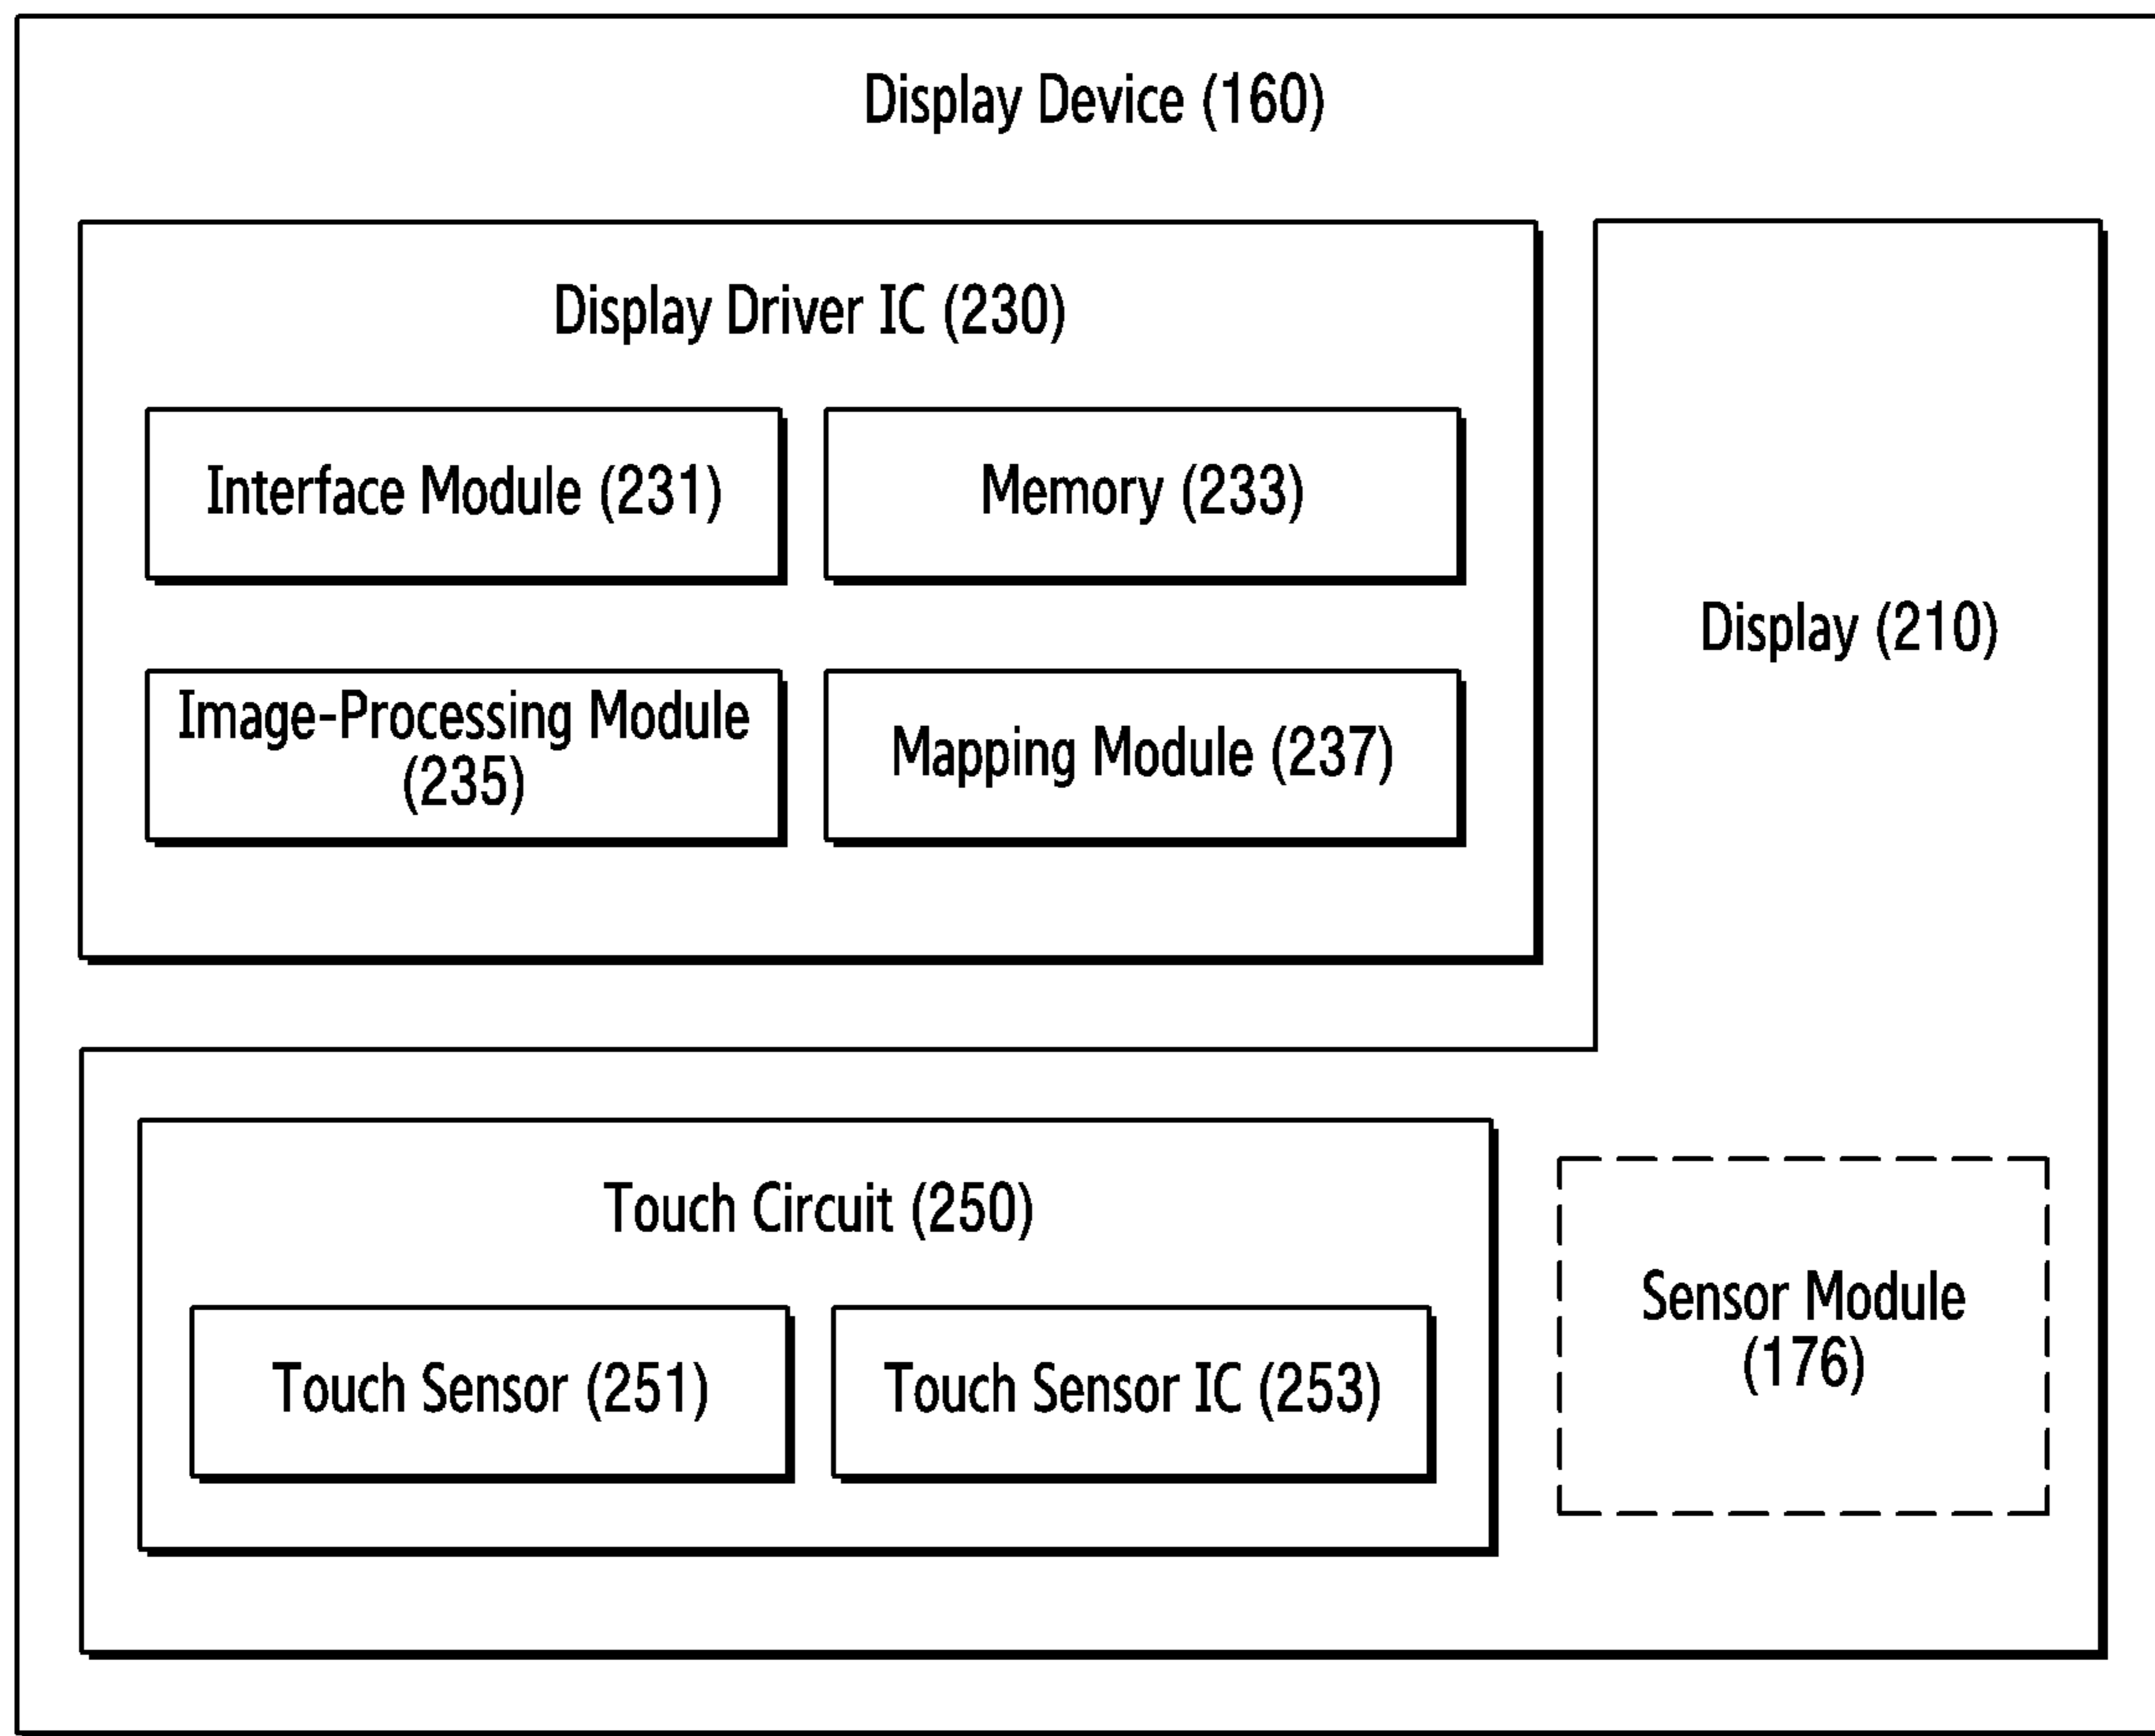 Display Device (160)
Display Driver IC (230)
Interface Module (231)
Memory (233)
Image-Processing Module
(235)
Mapping Module (237)
Display (210)
Touch Circuit (250)
Touch Sensor (251)
Touch Sensor IC (253)
Sensor Module
(176)